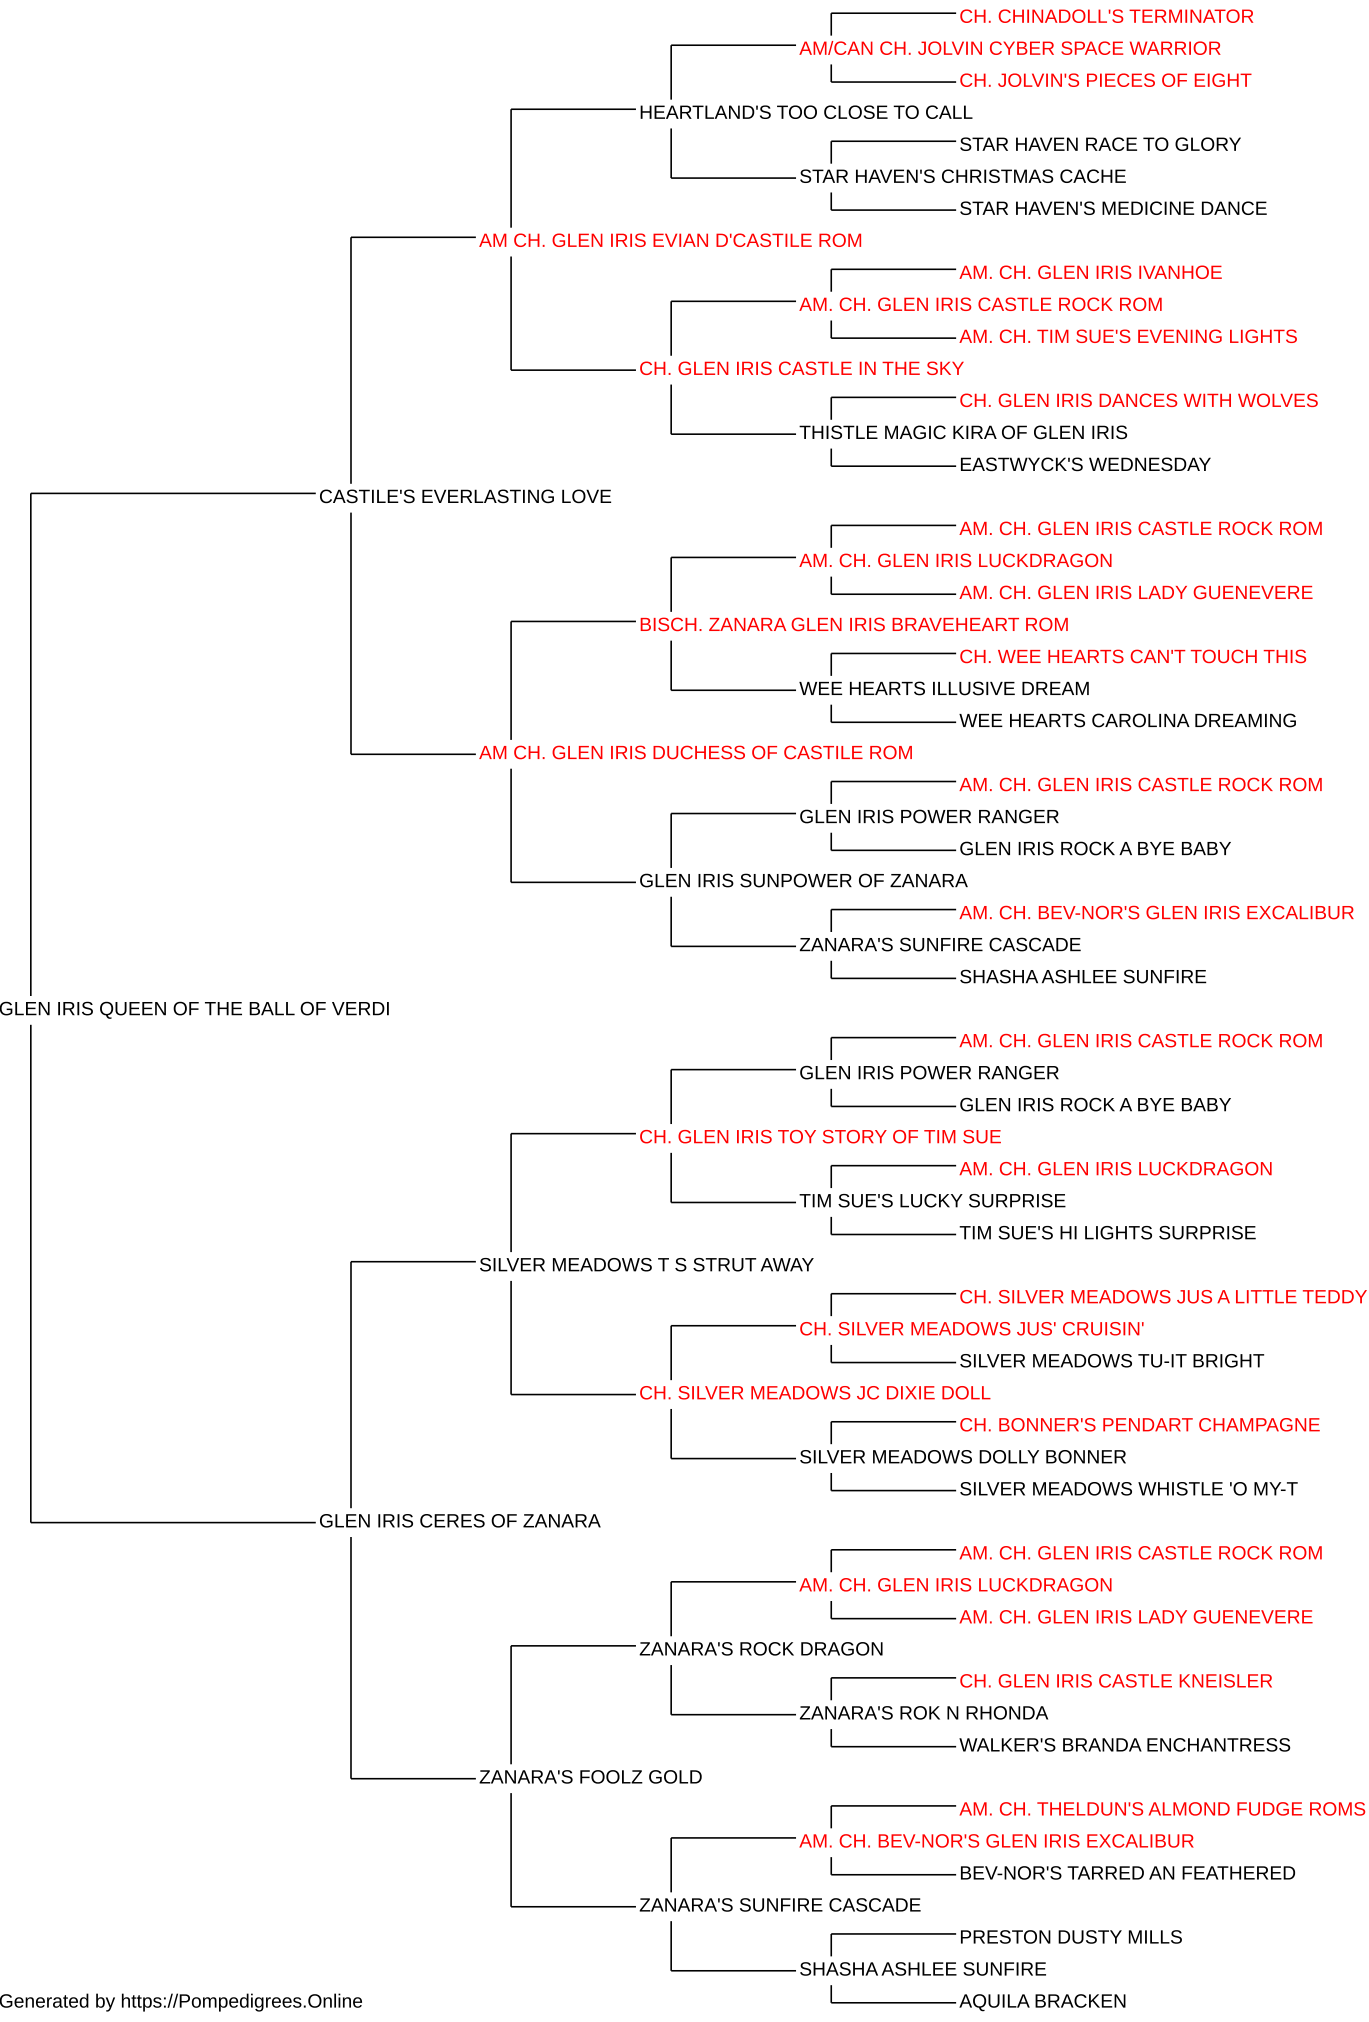 CH. CHINADOLL'S TERMINATOR
AM/CAN CH. JOLVIN CYBER SPACE WARRIOR
CH. JOLVIN'S PIECES OF EIGHT
HEARTLAND'S TOO CLOSE TO CALL
STAR HAVEN RACE TO GLORY
STAR HAVEN'S CHRISTMAS CACHE
STAR HAVEN'S MEDICINE DANCE
AM CH. GLEN IRIS EVIAN D'CASTILE ROM
AM. CH. GLEN IRIS IVANHOE
AM. CH. GLEN IRIS CASTLE ROCK ROM
AM. CH. TIM SUE'S EVENING LIGHTS
CH. GLEN IRIS CASTLE IN THE SKY
CH. GLEN IRIS DANCES WITH WOLVES
THISTLE MAGIC KIRA OF GLEN IRIS
EASTWYCK'S WEDNESDAY
CASTILE'S EVERLASTING LOVE
AM. CH. GLEN IRIS CASTLE ROCK ROM
AM. CH. GLEN IRIS LUCKDRAGON
AM. CH. GLEN IRIS LADY GUENEVERE
BISCH. ZANARA GLEN IRIS BRAVEHEART ROM
CH. WEE HEARTS CAN'T TOUCH THIS
WEE HEARTS ILLUSIVE DREAM
WEE HEARTS CAROLINA DREAMING
AM CH. GLEN IRIS DUCHESS OF CASTILE ROM
AM. CH. GLEN IRIS CASTLE ROCK ROM
GLEN IRIS POWER RANGER
GLEN IRIS ROCK A BYE BABY
GLEN IRIS SUNPOWER OF ZANARA
AM. CH. BEV-NOR'S GLEN IRIS EXCALIBUR
ZANARA'S SUNFIRE CASCADE
SHASHA ASHLEE SUNFIRE
GLEN IRIS QUEEN OF THE BALL OF VERDI
AM. CH. GLEN IRIS CASTLE ROCK ROM
GLEN IRIS POWER RANGER
GLEN IRIS ROCK A BYE BABY
CH. GLEN IRIS TOY STORY OF TIM SUE
AM. CH. GLEN IRIS LUCKDRAGON
TIM SUE'S LUCKY SURPRISE
TIM SUE'S HI LIGHTS SURPRISE
SILVER MEADOWS T S STRUT AWAY
CH. SILVER MEADOWS JUS A LITTLE TEDDY
CH. SILVER MEADOWS JUS' CRUISIN'
SILVER MEADOWS TU-IT BRIGHT
CH. SILVER MEADOWS JC DIXIE DOLL
CH. BONNER'S PENDART CHAMPAGNE
SILVER MEADOWS DOLLY BONNER
SILVER MEADOWS WHISTLE 'O MY-T
GLEN IRIS CERES OF ZANARA
AM. CH. GLEN IRIS CASTLE ROCK ROM
AM. CH. GLEN IRIS LUCKDRAGON
AM. CH. GLEN IRIS LADY GUENEVERE
ZANARA'S ROCK DRAGON
CH. GLEN IRIS CASTLE KNEISLER
ZANARA'S ROK N RHONDA
WALKER'S BRANDA ENCHANTRESS
ZANARA'S FOOLZ GOLD
AM. CH. THELDUN'S ALMOND FUDGE ROMS
AM. CH. BEV-NOR'S GLEN IRIS EXCALIBUR
BEV-NOR'S TARRED AN FEATHERED
ZANARA'S SUNFIRE CASCADE
PRESTON DUSTY MILLS
SHASHA ASHLEE SUNFIRE
AQUILA BRACKEN
Generated by https://Pompedigrees.Online